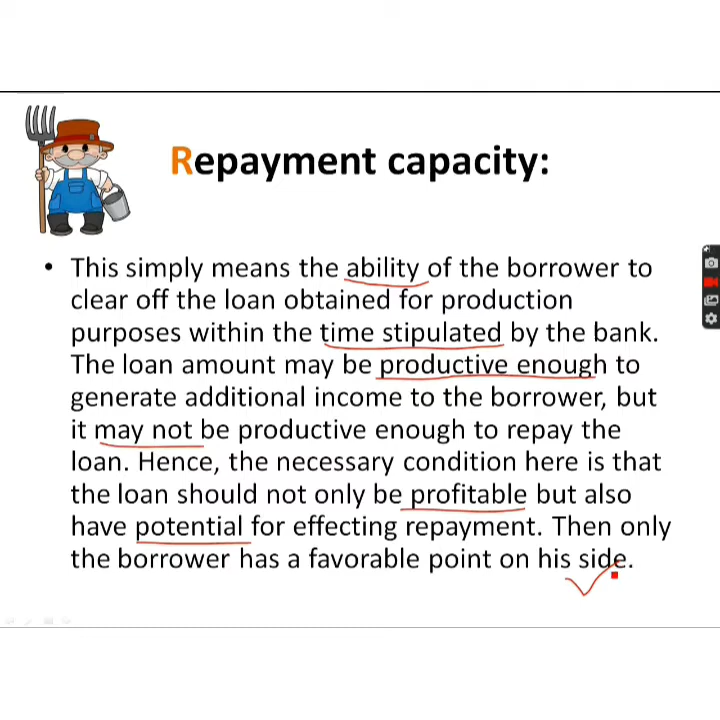 Repayment capacity:
• This simply means the ability of the borrower to
clear off the loan obtained for production
purposes within the time stipulated by the bank.
The loan amount may be productive enough to
generate additional income to the borrower, but
it may not be productive enough to repay the
loan. Hence, the necessary condition here is that
the loan should not only be profitable but also
have potential for effecting repayment. Then only
the borrower has a favorable point on his side.